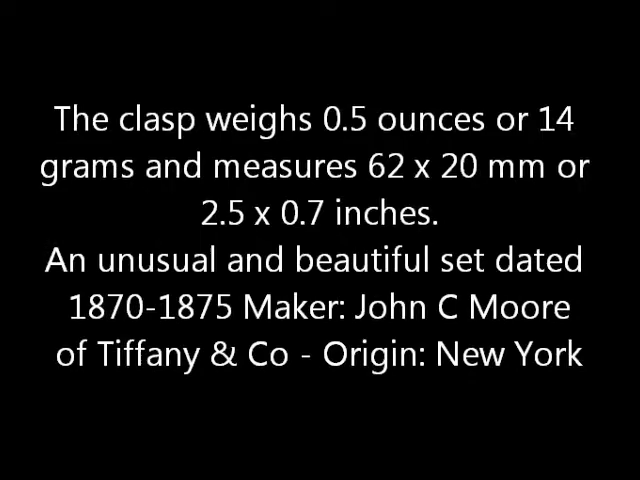 The clasp weighs 0.5 ounces or 14
grams and measures 62 x 20 mm or
2.5 x 0.7 inches.
An unusual and beautiful set dated
1870-1875 Maker: John C Moore
of Tiffany & Co - Origin: New York